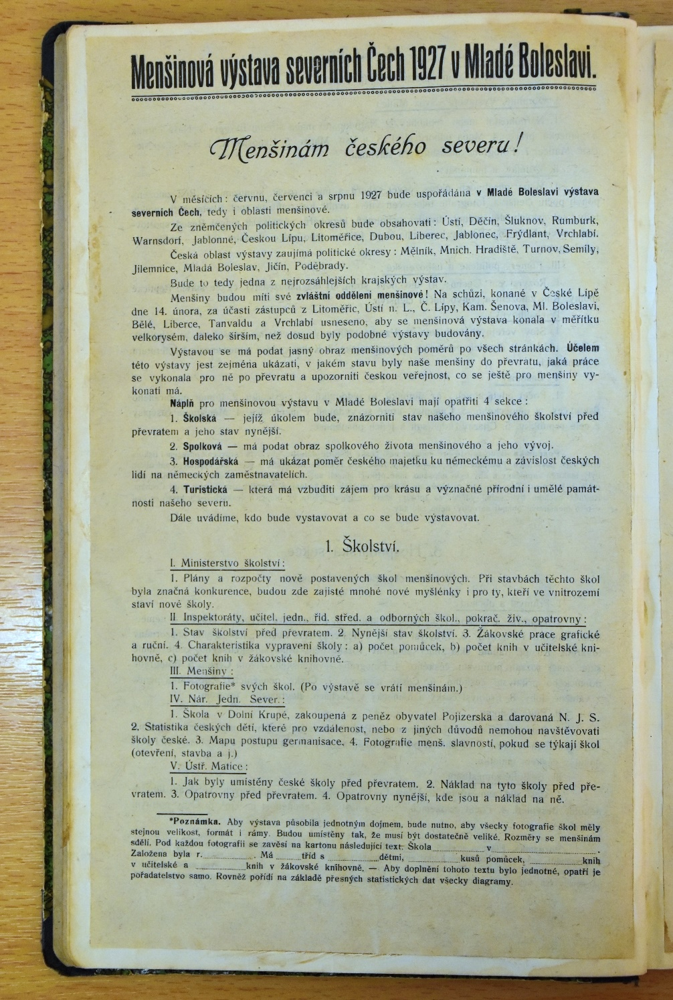 Menšinová výstava severních Čech 1927 v Mladé Boleslavi.
Menšinám českého severu!
V měsících: červnu, červenci a srpnu 1927 bude uspořádána v Mladé Boleslavi výstava
severních Čech, tedy i oblasti menšinové.
Ze zněmčených politických okresů bude obsahovati: Ústí, Děčín, Šluknov, Rumburk,
Warnsdorf, Jablonné, Českou Lípu, Litoměřice, Dubou, Liberec, Jablonec, Frýdlant, Vrchlabí.
Česká oblast výstavy zaujímá politické okresy: Mělník, Mnich. Hradiště, Turnov, Semily,
Jilemnice, Mladá Boleslav, Jičín, Poděbrady.
Bude to tedy jedna z nejrozsáhlejších krajských výstav.
Menšiny budou míti své zvláštní oddělení menšinové! Na schůzi, konané v České Lípě
dne 14. února, za účasti zástupců z Litoměřic, Ústí n. L., Č. Lípy, Kam. Šenova, Ml. Boleslavi,
Bělé, Liberce, Tanvaldu a Vrchlabí usneseno, aby se menšinová výstava konala v měřítku
velkorysém, daleko širším, než dosud byly podobné výstavy budovány.
Výstavou se má podat jasný obraz menšinových poměrů po všech stránkách. Účelem
této výstavy jest zejména ukázati, v jakém stavu byly naše menšiny do převratu, jaká práce
se vykonala pro ně po převratu a upozorniti českou veřejnost, co se ještě pro menšiny vy-
konati má.
Náplň pro menšinovou výstavu v Mladé Boleslavi mají opatřiti 4 sekce:
1. Školská — jejíž úkolem bude, znázorniti stav našeho menšinového školství před
převratem a jeho stav nynější.
2. Spolková — má podat obraz spolkového života menšinového a jeho vývoj.
3. Hospodářská — má ukázat poměr českého majetku ku německému a závislost českých
lidí na německých zaměstnavatelích.
4. Turistická — která má vzbuditi zájem pro krásu a význačné přírodní i umělé památ-
nosti našeho severu.
Dále uvádíme, kdo bude vystavovat a co se bude výstavovat.
1. Školství.
I. Ministerstvo školství:
1. Plány a rozpočty nově postavených škol menšinových. Při stavbách těchto škol
byla značná konkurence, budou zde zajisté mnohé nové myšlénky i pro ty, kteří ve vnitrozemí
staví nové školy.
II Inspektoráty, učitel. jedn., řid. střed. a odborných škol., pokrač. živ., opatrovny:
1. Stav školství před převratem. 2. Nynější stav školství. 3. Žákovské práce grafické
a ruční. 4. Charakteristika vypravení školy: a) počet pomůcek, b) počet knih v učitelské kni-
hovně, c) počet knih v žákovské knihovně.
III. Menšiny:
1. Fotografie* svých škol. (Po výstavě se vrátí menšinám.)
IV. Nár. Jedn. Sever.:
1. Škola v Dolní Krupé, zakoupená z peněz obyvatel Pojizerska a darovaná N. J. S.
2. Statistika českých dětí, které pro vzdálenost, nebo z jiných důvodů nemohou navštěvovati
školy české. 3. Mapu postupu germanisace. 4. Fotografie menš. slavností, pokud se týkají škol
(otevření, stavba a j.)
V. Ústř. Matice:
1. Jak byly umístěny české školy před převratem. 2. Náklad na tyto školy před pře-
vratem. 3. Opatrovny před převratem. 4. Opatrovny nynější, kde jsou a náklad na ně.
*Poznámka. Aby výstava působila jednotným dojmem, bude nutno, aby všecky fotografie škol měly
stejnou velikost, formát i rámy. Budou umístěny tak, že musí být dostatečně veliké. Rozměry se menšinám
sdělí. Pod každou fotografii se zavěsí na kartonu následující text: Škola .......... v ....................
Založena byla r. .......... . Má ...... tříd s .......... dětmi, .......... kusů pomůcek, .......... knih
v učitelské a .......... knih v žákovské knihovně. — Aby doplnění tohoto textu bylo jednotné, opatří je
pořadatelstvo samo. Rovněž pořídí na základě přesných statistických dat všecky diagramy.